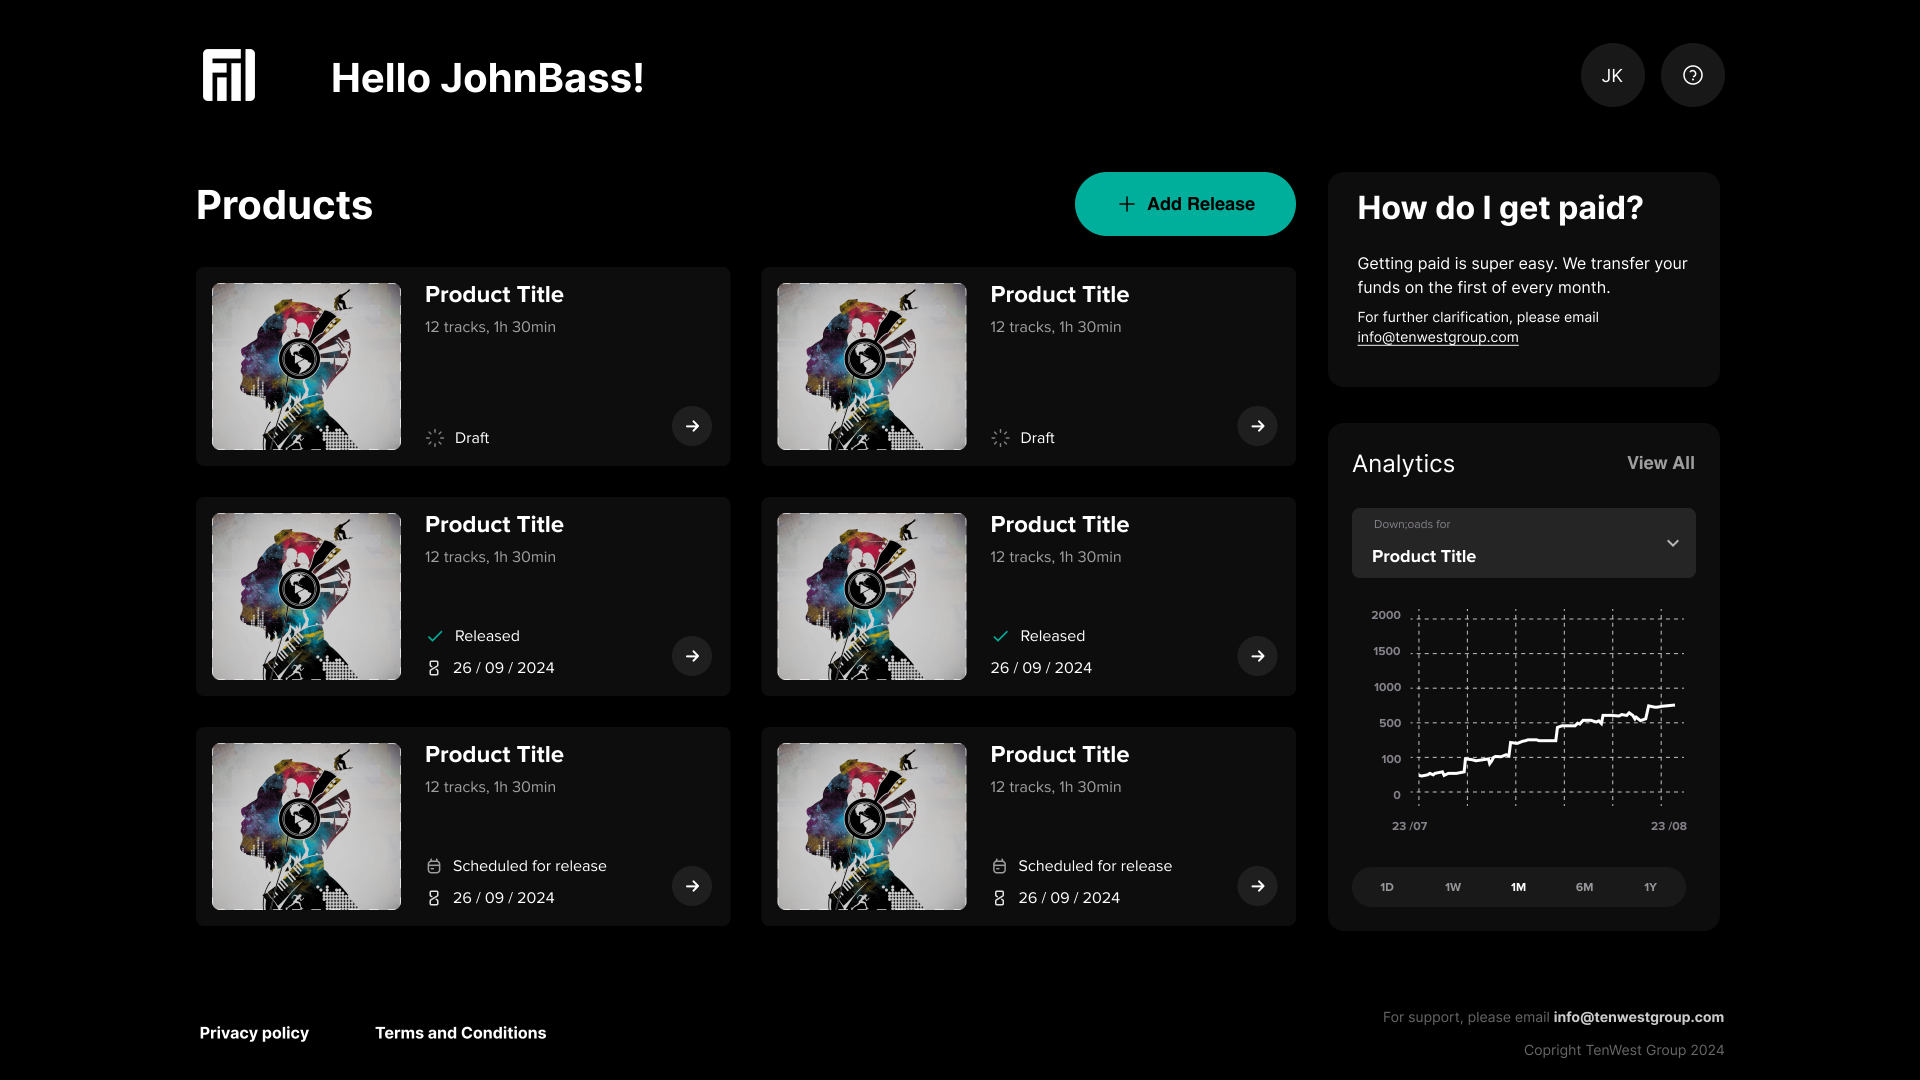 Fil
Hello JohnBass!
JK
?
Products
+ Add Release
Product Title
12 tracks, 1h 30min
Draft
Product Title
12 tracks, 1h 30min
Draft
Product Title
12 tracks, 1h 30min
Released
26 / 09 / 2024
Product Title
12 tracks, 1h 30min
Released
26 / 09 / 2024
Product Title
12 tracks, 1h 30min
Scheduled for release
26 / 09 / 2024
Product Title
12 tracks, 1h 30min
Scheduled for release
26 / 09 / 2024
How do I get paid?
Getting paid is super easy. We transfer your
funds on the first of every month.
For further clarification, please email
info@tenwestgroup.com
Analytics
View All
Down;oads for
Product Title
2000
1500
1000
500
100
0
23 /07
23 /08
1D 1W 1M 6M 1Y
Privacy policy
Terms and Conditions
For support, please email info@tenwestgroup.com
Copright TenWest Group 2024